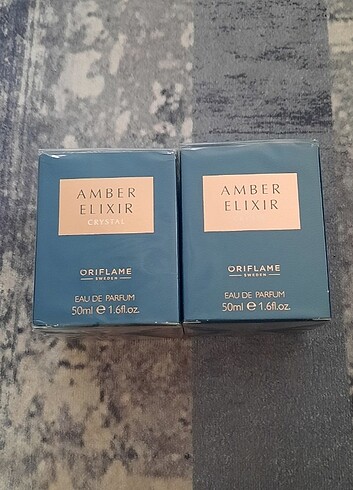 AMBER
ELIXIR
CRYSTAL
ORIFLAME
SWEDEN
EAU DE PARFUM
50ml ℮ 1.6fl.oz.
AMBER
ELIXIR
ORIFLAME
SWEDEN
EAU DE PARFUM
50ml ℮ 1.6fl.oz.